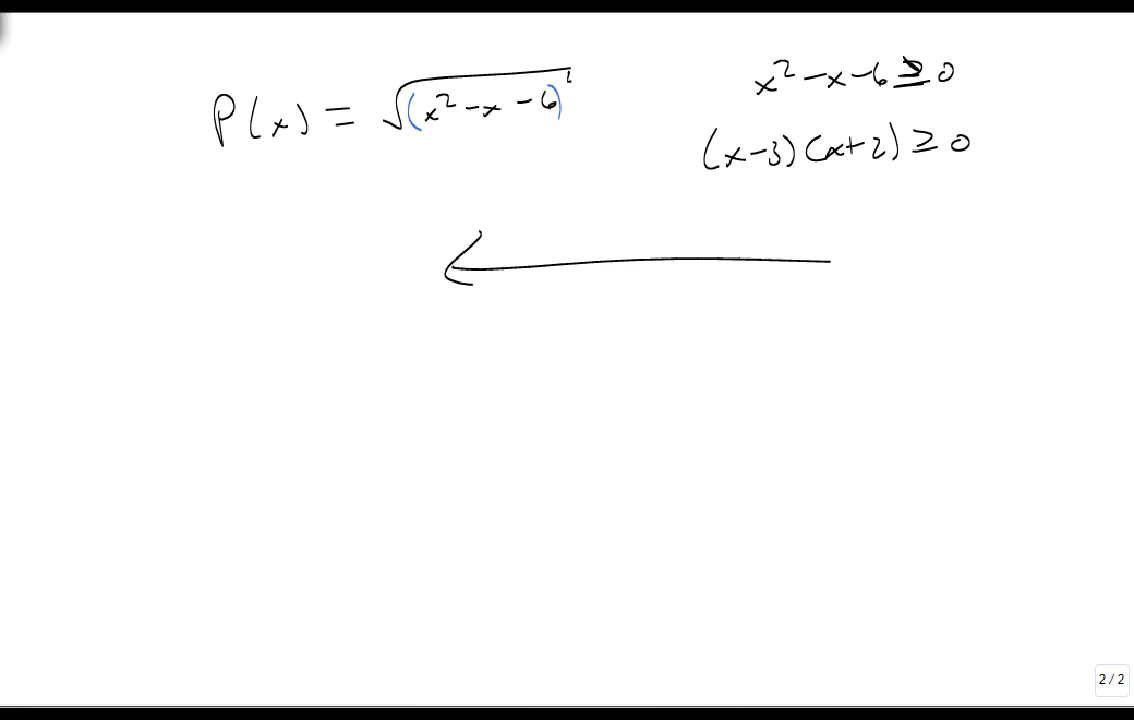 P(x) = √(x² - x - 6)
x² - x - 6 ≥ 0
(x-3)(x+2) ≥ 0
2 / 2